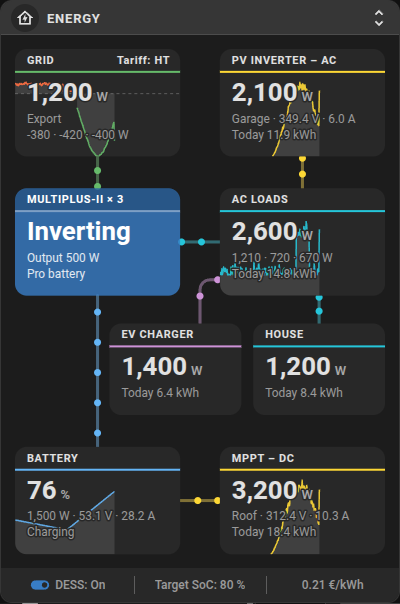 ENERGY
GRID Tariff: HT
1,200 W
Export
-380 · -420 · -400 W
PV INVERTER – AC
2,100 W
Garage · 349.4 V · 6.0 A
Today 11.9 kWh
MULTIPLUS-II × 3
Inverting
Output 500 W
Pro battery
AC LOADS
2,600 W
1,210 · 720 · 670 W
Today 14.8 kWh
EV CHARGER
1,400 W
Today 6.4 kWh
HOUSE
1,200 W
Today 8.4 kWh
BATTERY
76 %
1,500 W · 53.1 V · 28.2 A
Charging
MPPT – DC
3,200 W
Roof · 312.4 V · 10.3 A
Today 18.4 kWh
DESS: On Target SoC: 80 % 0.21 €/kWh